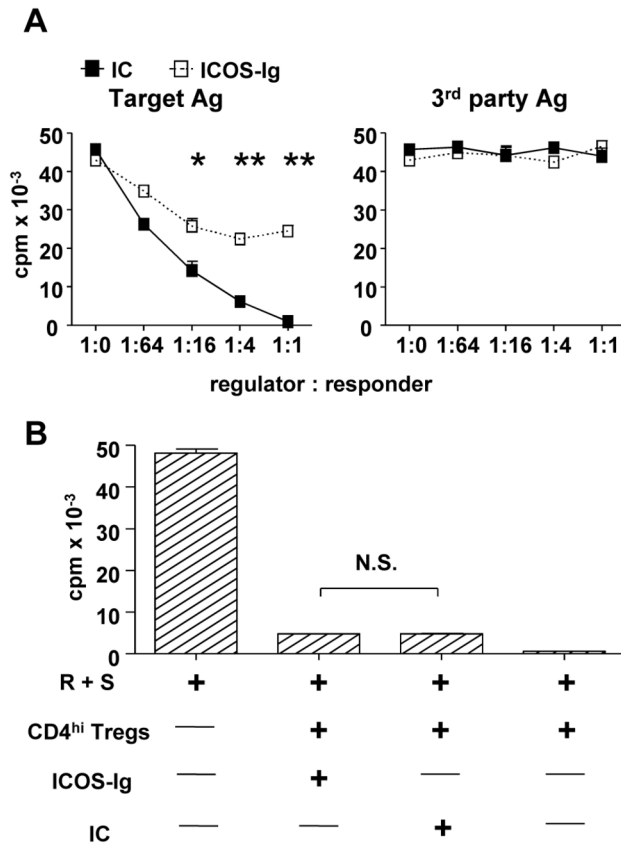 A
IC ICOS-Ig
Target Ag 3rd party Ag
cpm x 10-3
50
40
30
20
10
0
* ** **
1:0 1:64 1:16 1:4 1:1
50
40
30
20
10
0
1:0 1:64 1:16 1:4 1:1
regulator : responder
B
cpm x 10-3
50
40
30
20
10
0
N.S.
R + S + + + +
CD4hi Tregs — + + +
ICOS-Ig — + — —
IC — — + —